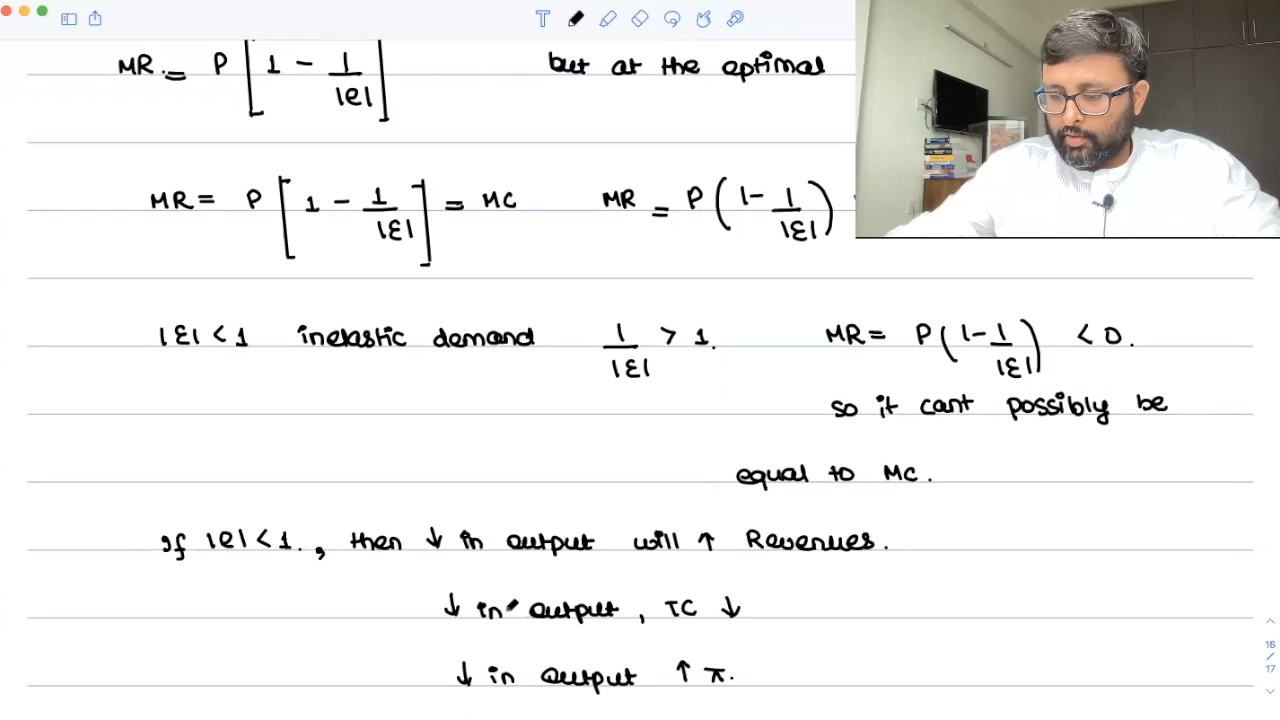 MR = P [ 1 - 1/|e| ] but at the optimal
MR = P [ 1 - 1/|ε| ] = MC MR = P ( 1 - 1/|ε| )
|ε| < 1 inelastic demand 1/|ε| > 1. MR = P ( 1 - 1/|ε| ) < 0.
so it cant possibly be
equal to MC.
If |e| < 1., then ↓ in output will ↑ Revenues.
↓ in output, TC ↓
↓ in output ↑ π.
16
/
17